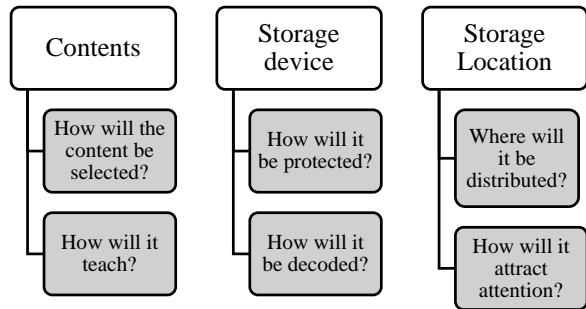 Contents
How will the
content be
selected?
How will it
teach?
Storage
device
How will it
be protected?
How will it
be decoded?
Storage
Location
Where will
it be
distributed?
How will it
attract
attention?